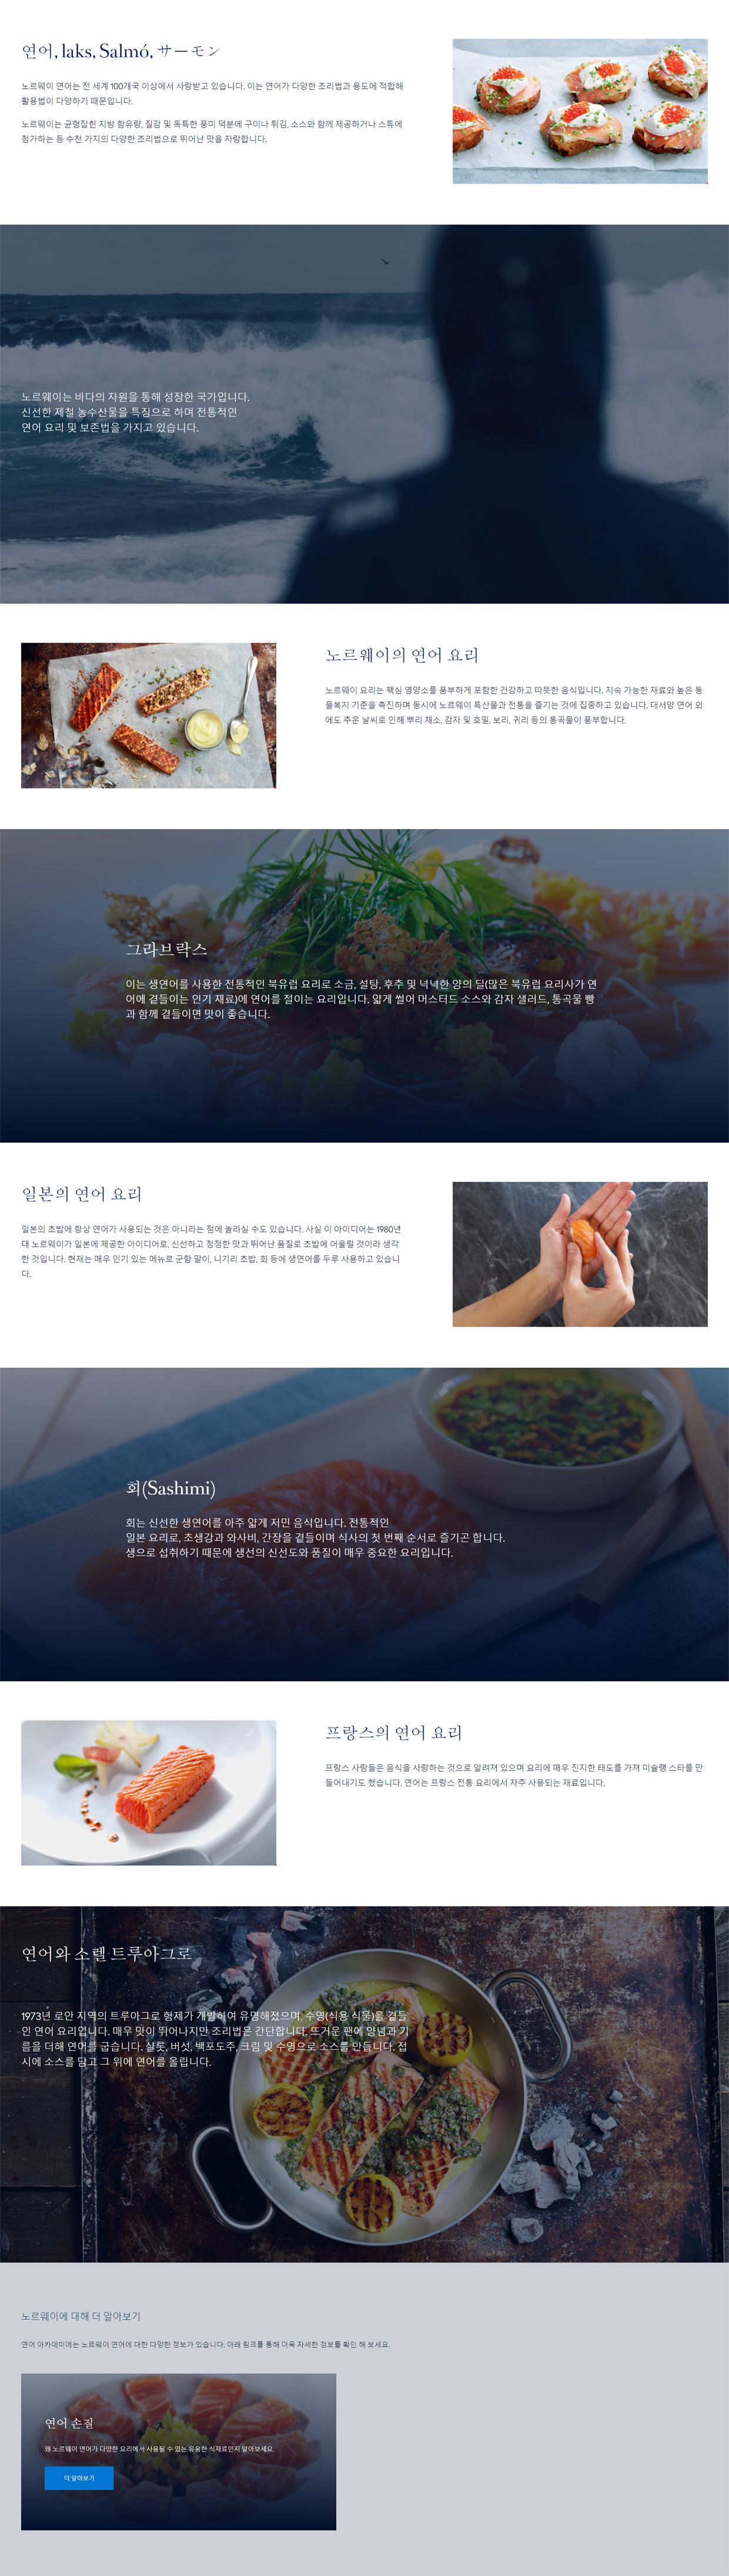 연어, laks, Salmó, サーモン
노르웨이 연어는 전 세계 100개국 이상에서 사랑받고 있습니다. 이는 연어가 다양한 조리법과 용도에 적합해
활용법이 다양하기 때문입니다.
노르웨이는 균형잡힌 지방 함유량, 질감 및 독특한 풍미 덕분에 구이나 튀김, 소스와 함께 제공하거나 스튜에
첨가하는 등 수천 가지의 다양한 조리법으로 뛰어난 맛을 자랑합니다.
노르웨이는 바다의 자원을 통해 성장한 국가입니다.
신선한 제철 농수산물을 특징으로 하며 전통적인
연어 요리 및 보존법을 가지고 있습니다.
노르웨이의 연어 요리
노르웨이 요리는 핵심 영양소를 풍부하게 포함한 건강하고 따뜻한 음식입니다. 지속 가능한 재료와 높은 동
물복지 기준을 촉진하며 동시에 노르웨이 특산물과 전통을 즐기는 것에 집중하고 있습니다. 대서양 연어 외
에도 추운 날씨로 인해 뿌리 채소, 감자 및 호밀, 보리, 귀리 등의 통곡물이 풍부합니다.
그라브락스
이는 생연어를 사용한 전통적인 북유럽 요리로 소금, 설탕, 후추 및 넉넉한 양의 딜(많은 북유럽 요리사가 연
어에 곁들이는 인기 재료)에 연어를 절이는 요리입니다. 얇게 썰어 머스터드 소스와 감자 샐러드, 통곡물 빵
과 함께 곁들이면 맛이 좋습니다.
일본의 연어 요리
일본의 초밥에 항상 연어가 사용되는 것은 아니라는 점에 놀라실 수도 있습니다. 사실 이 아이디어는 1980년
대 노르웨이가 일본에 제공한 아이디어로, 신선하고 청정한 맛과 뛰어난 품질로 초밥에 어울릴 것이라 생각
한 것입니다. 현재는 매우 인기 있는 메뉴로 군함 말이, 니기리 초밥, 회 등에 생연어를 두루 사용하고 있습니
다.
회(Sashimi)
회는 신선한 생연어를 아주 얇게 저민 음식입니다. 전통적인
일본 요리로, 초생강과 와사비, 간장을 곁들이며 식사의 첫 번째 순서로 즐기곤 합니다.
생으로 섭취하기 때문에 생선의 신선도와 품질이 매우 중요한 요리입니다.
프랑스의 연어 요리
프랑스 사람들은 음식을 사랑하는 것으로 알려져 있으며 요리에 매우 진지한 태도를 가져 미슐랭 스타를 만
들어내기도 했습니다. 연어는 프랑스 전통 요리에서 자주 사용되는 재료입니다.
연어와 소렐 트루아그로
1973년 로안 지역의 트루아그로 형제가 개발하여 유명해졌으며, 수영(식용 식물)을 곁들
인 연어 요리입니다. 매우 맛이 뛰어나지만 조리법은 간단합니다. 뜨거운 팬에 양념과 기
름을 더해 연어를 굽습니다. 샬롯, 버섯, 백포도주, 크림 및 수영으로 소스를 만듭니다. 접
시에 소스를 담고 그 위에 연어를 올립니다.
노르웨이에 대해 더 알아보기
연어 아카데미에는 노르웨이 연어에 대한 다양한 정보가 있습니다. 아래 링크를 통해 더욱 자세한 정보를 확인 해 보세요.
연어 손질
왜 노르웨이 연어가 다양한 요리에서 사용될 수 있는 유용한 식재료인지 알아보세요.
더 알아보기